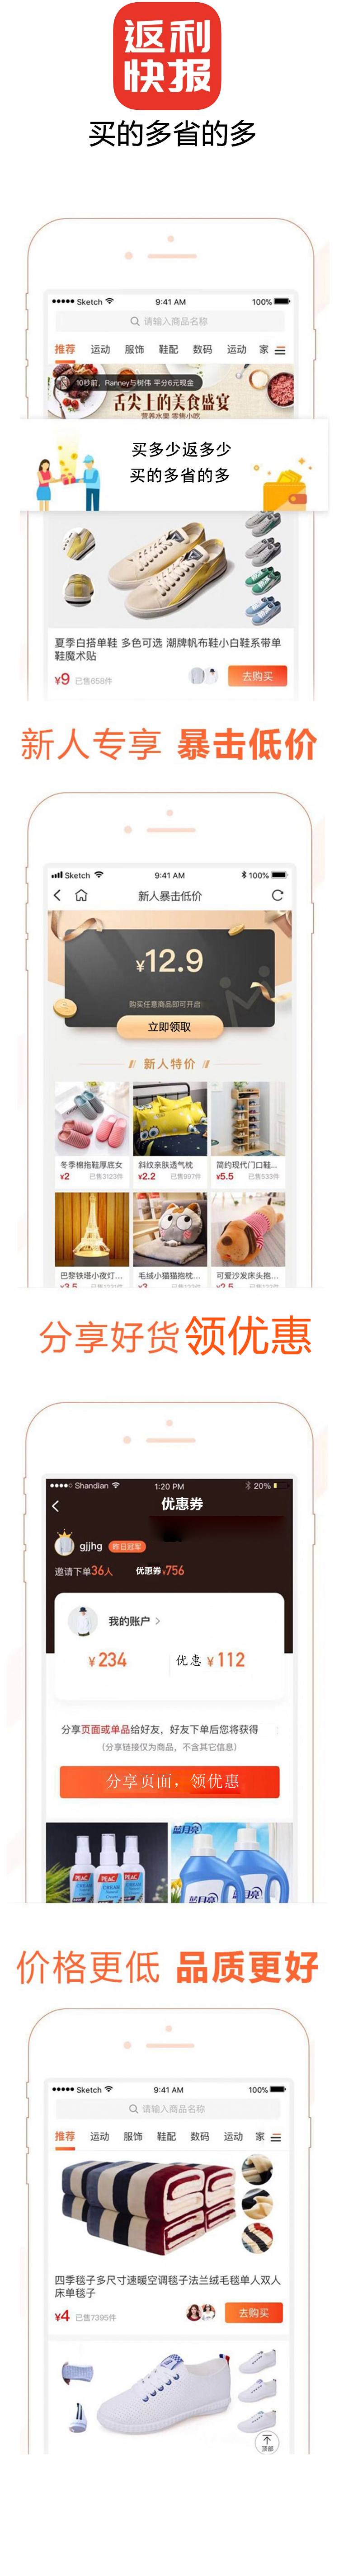 返利
快报
买的多省的多
Sketch 9:41 AM 100%
请输入商品名称
推荐 运动 服饰 鞋配 数码 运动 家
10秒前，Ranney与树伟 平分6元现金
舌尖上的美食盛宴
营养水果 零售小吃
买多少返多少
买的多省的多
夏季白搭单鞋 多色可选 潮牌帆布鞋小白鞋系带单
鞋魔术贴
¥9 已售658件 去购买
新人专享 暴击低价
Sketch 9:41 AM 100%
新人暴击低价
¥12.9
购买任意商品即可开启
立即领取
新人特价
冬季棉拖鞋厚底女 斜纹亲肤透气枕 简约现代门口鞋...
¥2 已售3123件 ¥2.2 已售997件 ¥5.5 已售533件
巴黎铁塔小夜灯... 毛绒小猫猫抱枕... 可爱沙发床头抱...
分享好货领优惠
Shandian 1:20 PM 20%
优惠券
gjjhg 昨日冠军
邀请下单36人 优惠券¥756
我的账户
¥234 优惠 ¥112
分享页面或单品给好友，好友下单后您将获得
（分享链接仅为商品，不含其它信息）
分享页面，领优惠
PEAC PEAC PEAC
蓝月亮 蓝月亮
价格更低 品质更好
Sketch 9:41 AM 100%
请输入商品名称
推荐 运动 服饰 鞋配 数码 运动 家
四季毯子多尺寸速暖空调毯子法兰绒毛毯单人双人
床单毯子
¥4 已售7395件 去购买
顶部